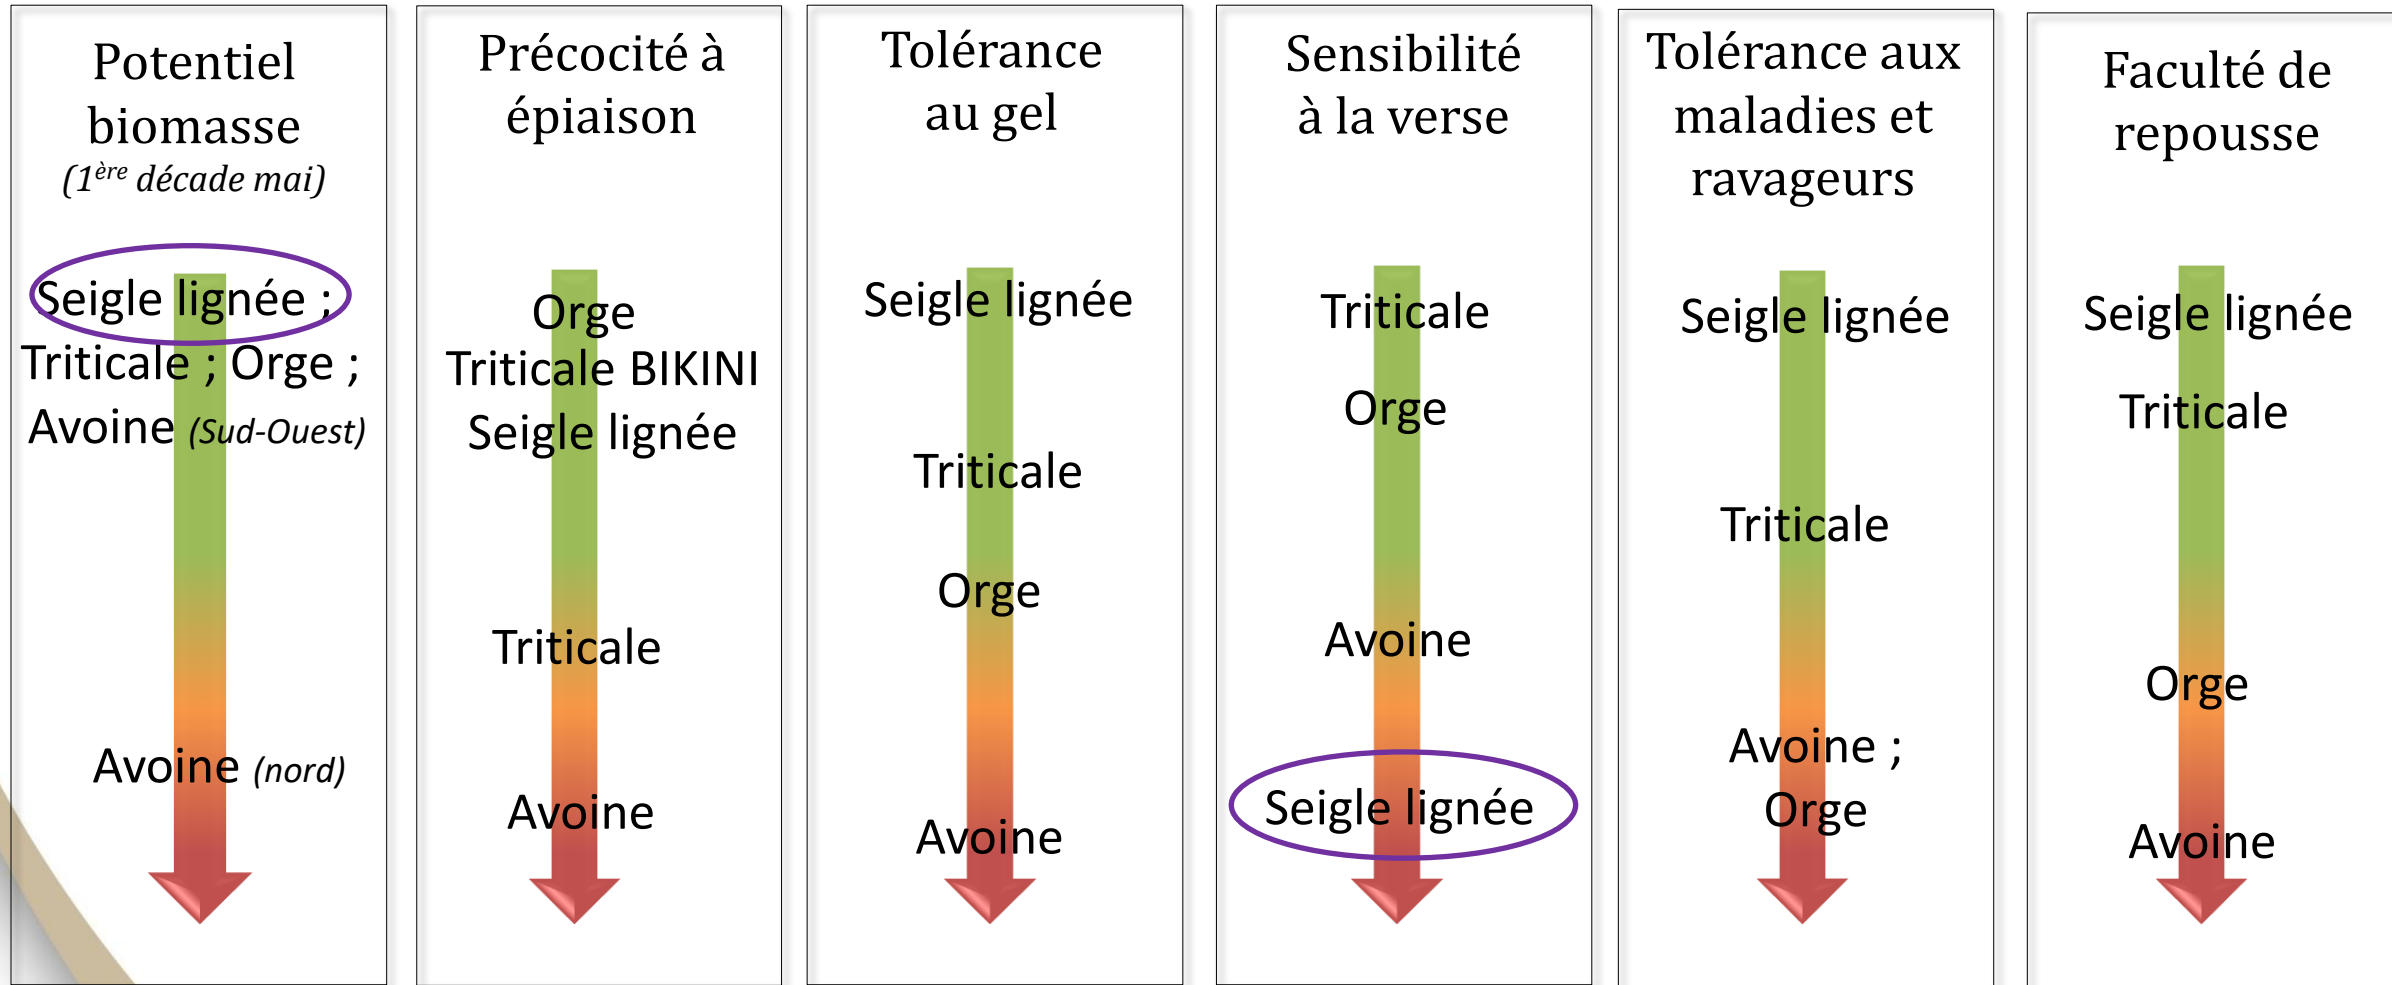 Potentiel
biomasse
(1ère décade mai)
Seigle lignée ;
Triticale ; Orge ;
Avoine (Sud-Ouest)
Avoine (nord)
Précocité à
épiaison
Orge
Triticale BIKINI
Seigle lignée
Triticale
Avoine
Tolérance
au gel
Seigle lignée
Triticale
Orge
Avoine
Sensibilité
à la verse
Triticale
Orge
Avoine
Seigle lignée
Tolérance aux
maladies et
ravageurs
Seigle lignée
Triticale
Avoine ;
Orge
Faculté de
repousse
Seigle lignée
Triticale
Orge
Avoine